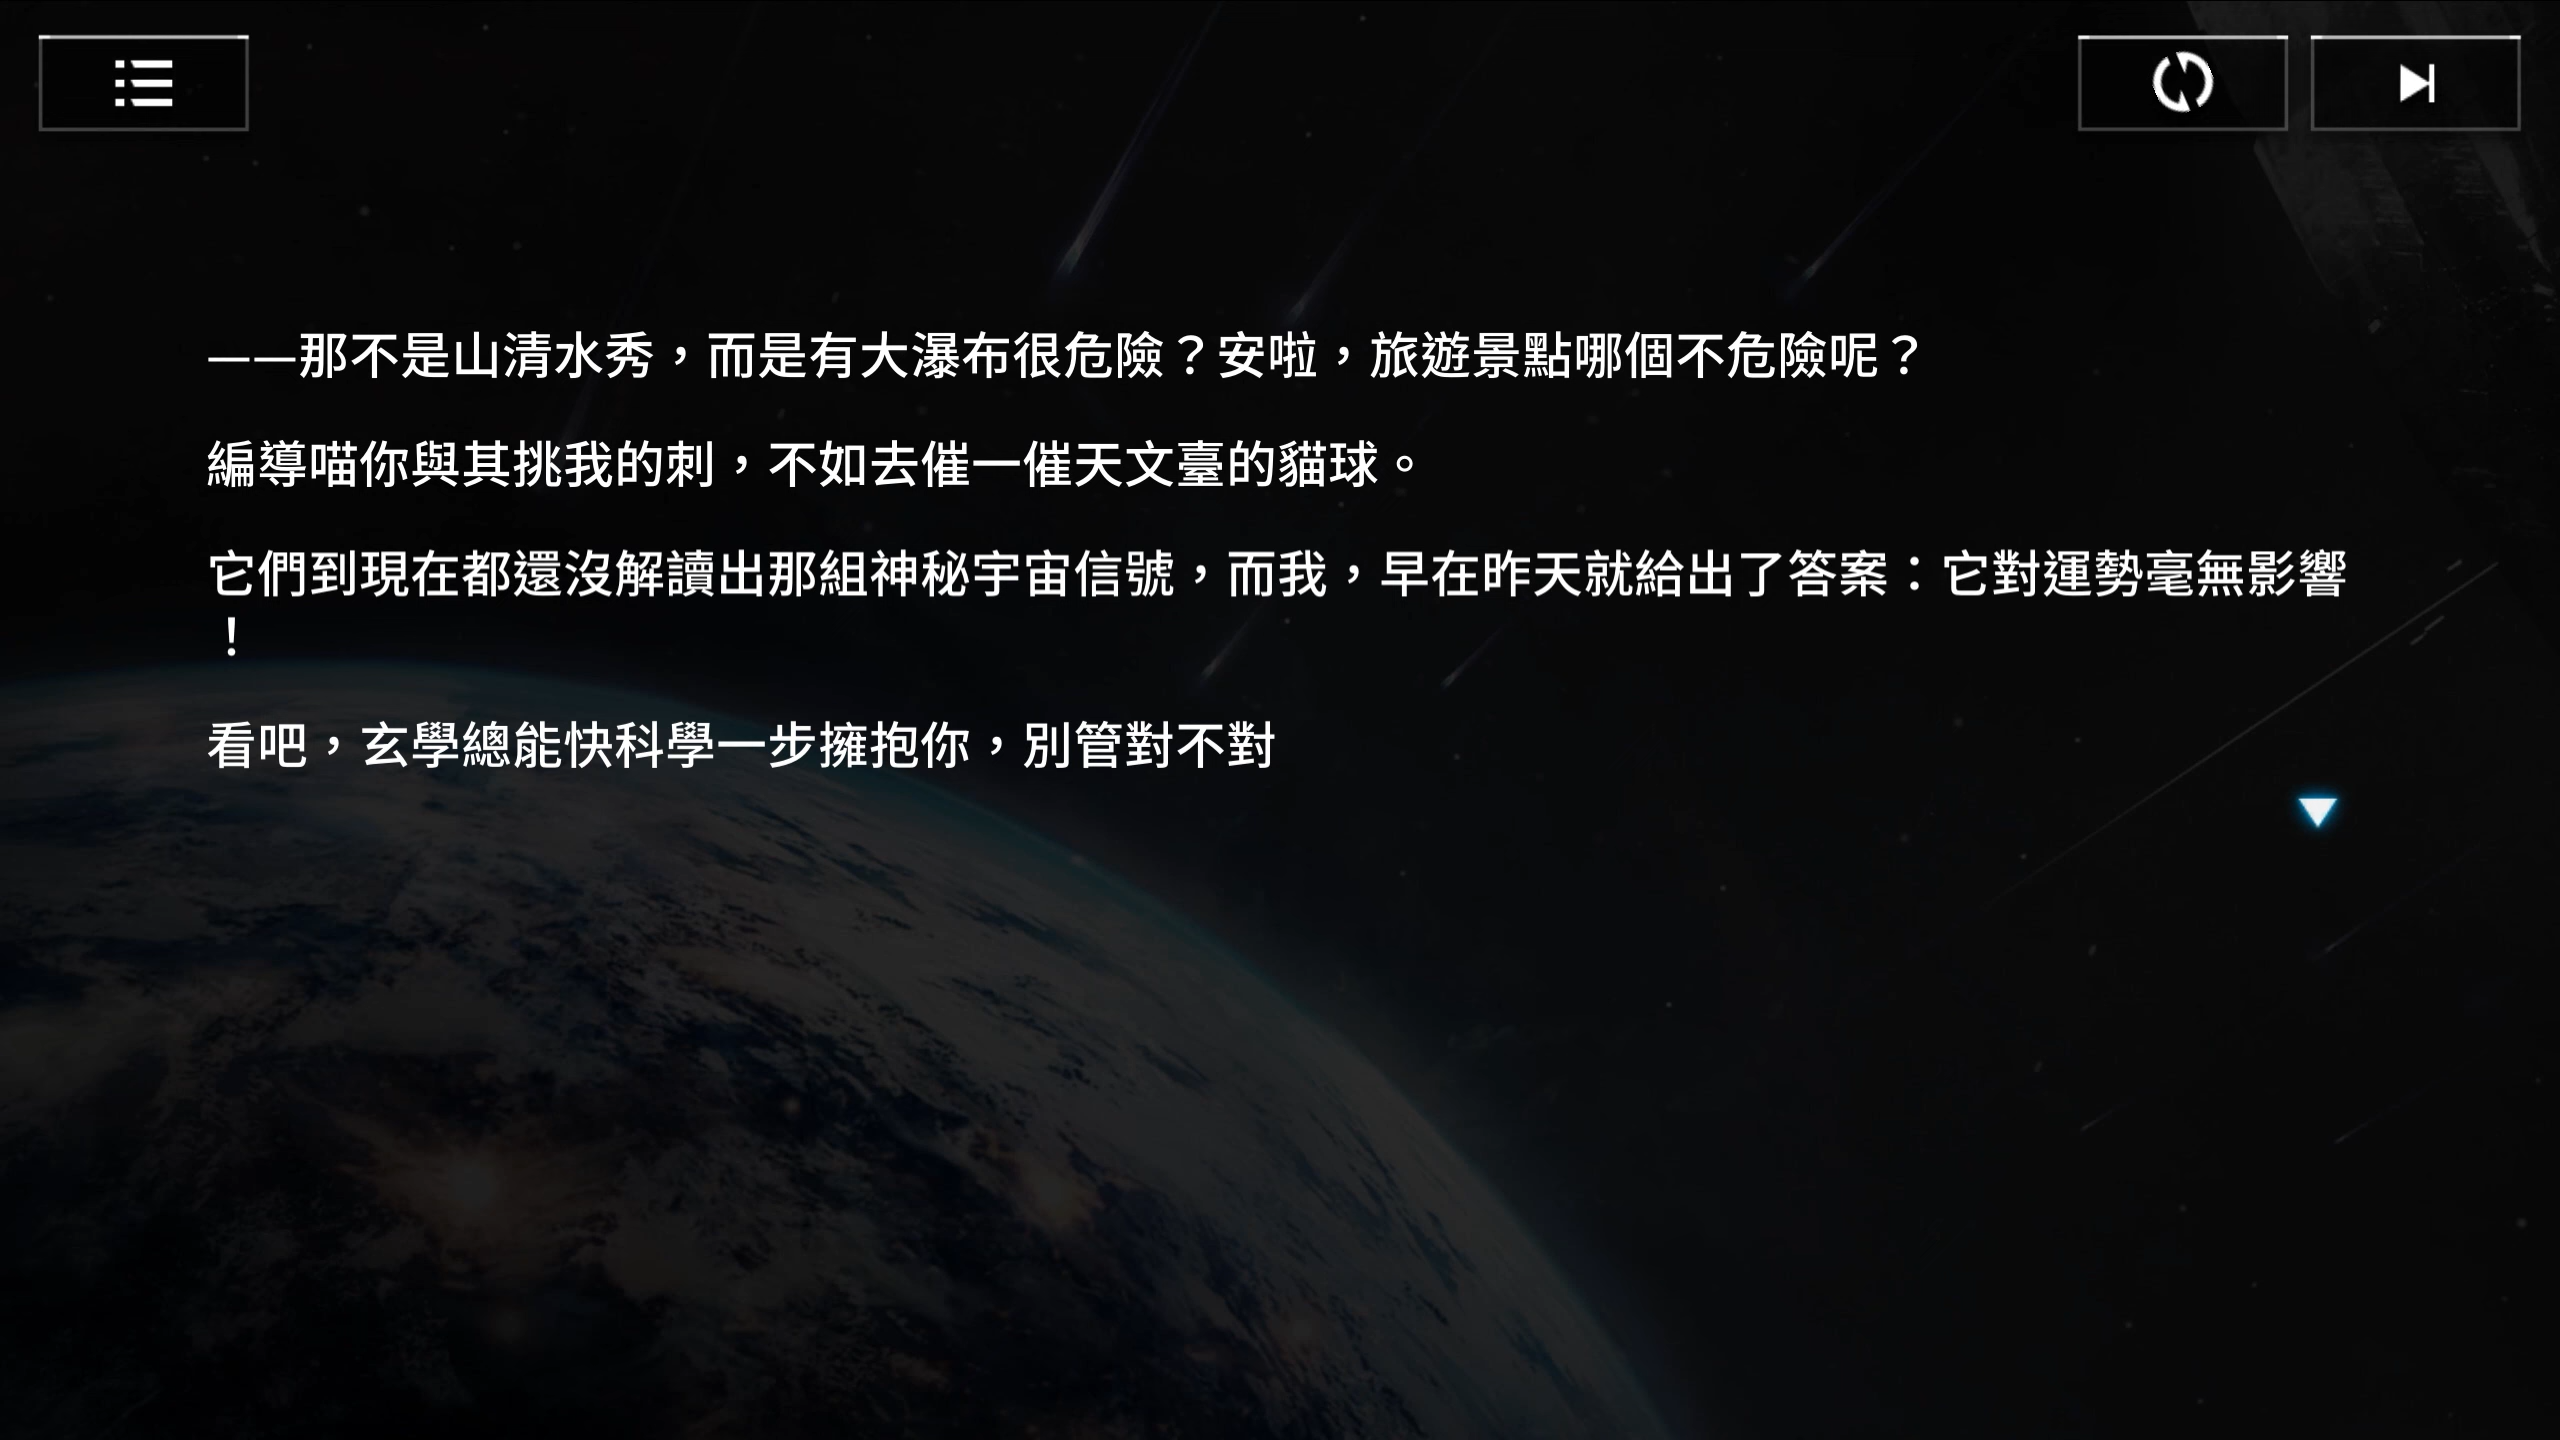 ——那不是山清水秀，而是有大瀑布很危險？安啦，旅遊景點哪個不危險呢？
編導喵你與其挑我的刺，不如去催一催天文臺的貓球。
它們到現在都還沒解讀出那組神秘宇宙信號，而我，早在昨天就給出了答案：它對運勢毫無影響
！
看吧，玄學總能快科學一步擁抱你，別管對不對